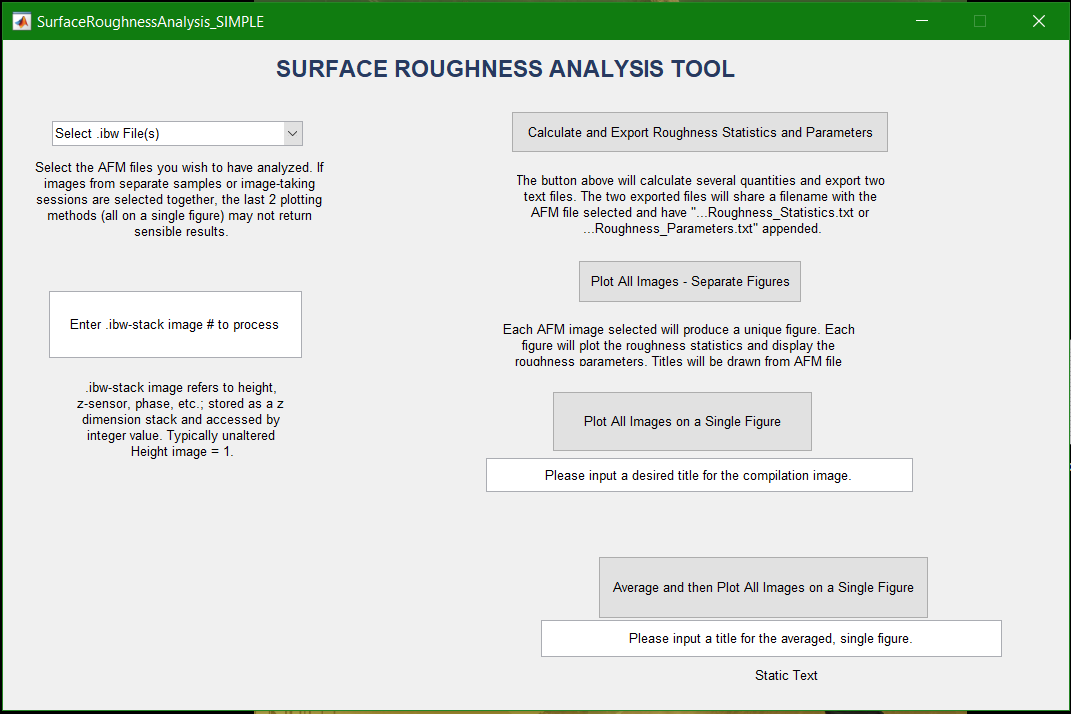 SurfaceRoughnessAnalysis_SIMPLE
SURFACE ROUGHNESS ANALYSIS TOOL
Select .ibw File(s)
Select the AFM files you wish to have analyzed. If
images from separate samples or image-taking
sessions are selected together, the last 2 plotting
methods (all on a single figure) may not return
sensible results.
Enter .ibw-stack image # to process
.ibw-stack image refers to height,
z-sensor, phase, etc.; stored as a z
dimension stack and accessed by
integer value. Typically unaltered
Height image = 1.
Calculate and Export Roughness Statistics and Parameters
The button above will calculate several quantities and export two
text files. The two exported files will share a filename with the
AFM file selected and have "...Roughness_Statistics.txt or
...Roughness_Parameters.txt" appended.
Plot All Images - Separate Figures
Each AFM image selected will produce a unique figure. Each
figure will plot the roughness statistics and display the
roughness parameters. Titles will be drawn from AFM file
Plot All Images on a Single Figure
Please input a desired title for the compilation image.
Average and then Plot All Images on a Single Figure
Please input a title for the averaged, single figure.
Static Text